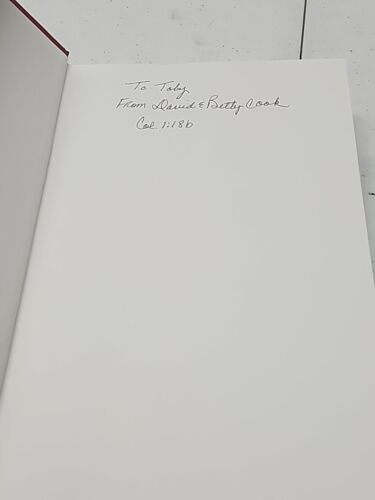 To Toby
From David & Betty Cook
Col 1:18b